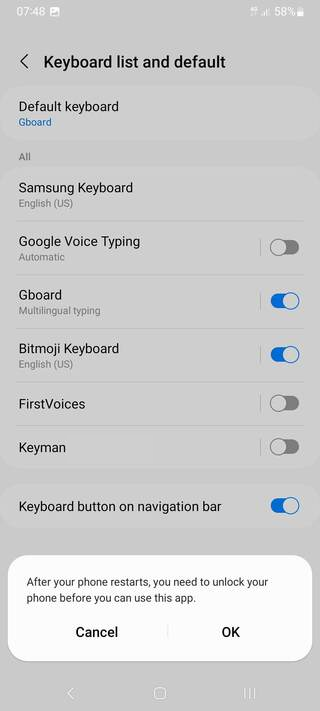 07:48
58%
Keyboard list and default
Default keyboard
Gboard
All
Samsung Keyboard
English (US)
Google Voice Typing
Automatic
Gboard
Multilingual typing
Bitmoji Keyboard
English (US)
FirstVoices
Keyman
Keyboard button on navigation bar
After your phone restarts, you need to unlock your
phone before you can use this app.
Cancel OK